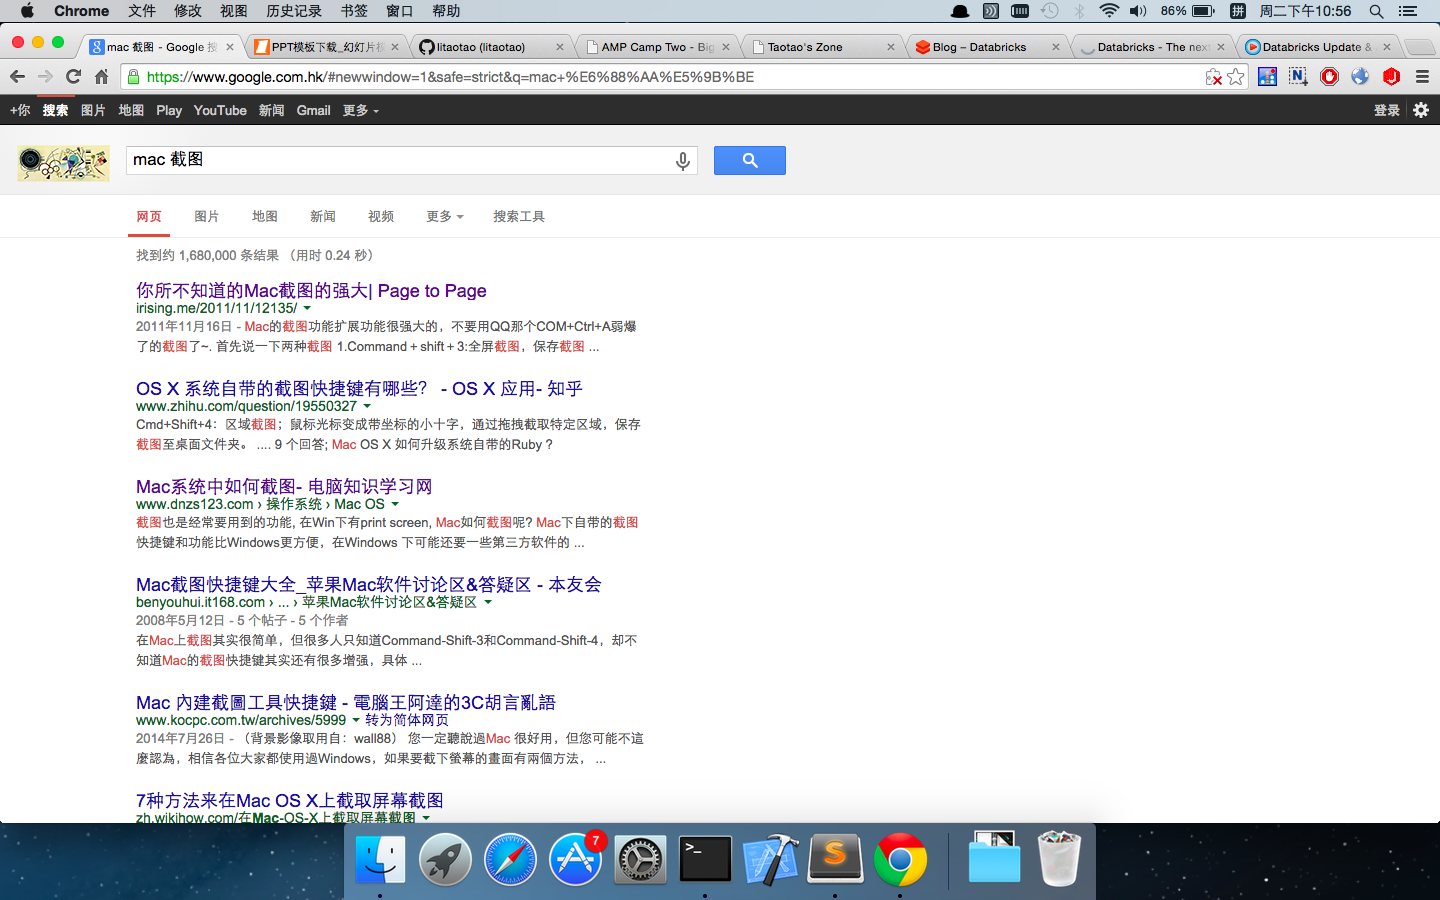 Chrome 文件 修改 视图 历史记录 书签 窗口 帮助 86% 拼 周二下午10:56
mac 截图 - Google 搜 PPT模板下载_幻灯片模 litaotao (litaotao) AMP Camp Two - Big Taotao's Zone Blog – Databricks Databricks - The nex Databricks Update &
https://www.google.com.hk/#newwindow=1&safe=strict&q=mac+%E6%88%AA%E5%9B%BE
+你 搜索 图片 地图 Play YouTube 新闻 Gmail 更多 登录
mac 截图
网页 图片 地图 新闻 视频 更多 搜索工具
找到约 1,680,000 条结果 （用时 0.24 秒）
你所不知道的Mac截图的强大| Page to Page
irising.me/2011/11/12135/
2011年11月16日 - Mac的截图功能扩展功能很强大的，不要用QQ那个COM+Ctrl+A弱爆
了的截图了~. 首先说一下两种截图 1.Command + shift + 3:全屏截图，保存截图 ...
OS X 系统自带的截图快捷键有哪些？ - OS X 应用- 知乎
www.zhihu.com/question/19550327
Cmd+Shift+4：区域截图；鼠标光标变成带坐标的小十字，通过拖拽截取特定区域，保存
截图至桌面文件夹。 .... 9 个回答; Mac OS X 如何升级系统自带的Ruby ?
Mac系统中如何截图- 电脑知识学习网
www.dnzs123.com › 操作系统 › Mac OS
截图也是经常要用到的功能, 在Win下有print screen, Mac如何截图呢? Mac下自带的截图
快捷键和功能比Windows更方便，在Windows 下可能还要一些第三方软件的 ...
Mac截图快捷键大全_苹果Mac软件讨论区&答疑区 - 本友会
benyouhui.it168.com › ... › 苹果Mac软件讨论区&答疑区
2008年5月12日 - 5 个帖子 - 5 个作者
在Mac上截图其实很简单，但很多人只知道Command-Shift-3和Command-Shift-4，却不
知道Mac的截图快捷键其实还有很多增强，具体 ...
Mac 內建截圖工具快捷鍵 - 電腦王阿達的3C胡言亂語
www.kocpc.com.tw/archives/5999 转为简体网页
2014年7月26日 - （背景影像取用自：wall88） 您一定聽說過Mac 很好用，但您可能不這
麼認為，相信各位大家都使用過Windows，如果要截下螢幕的畫面有兩個方法， ...
7种方法来在Mac OS X上截取屏幕截图
zh.wikihow.com/在Mac-OS-X上截取屏幕截图
7
>_
S